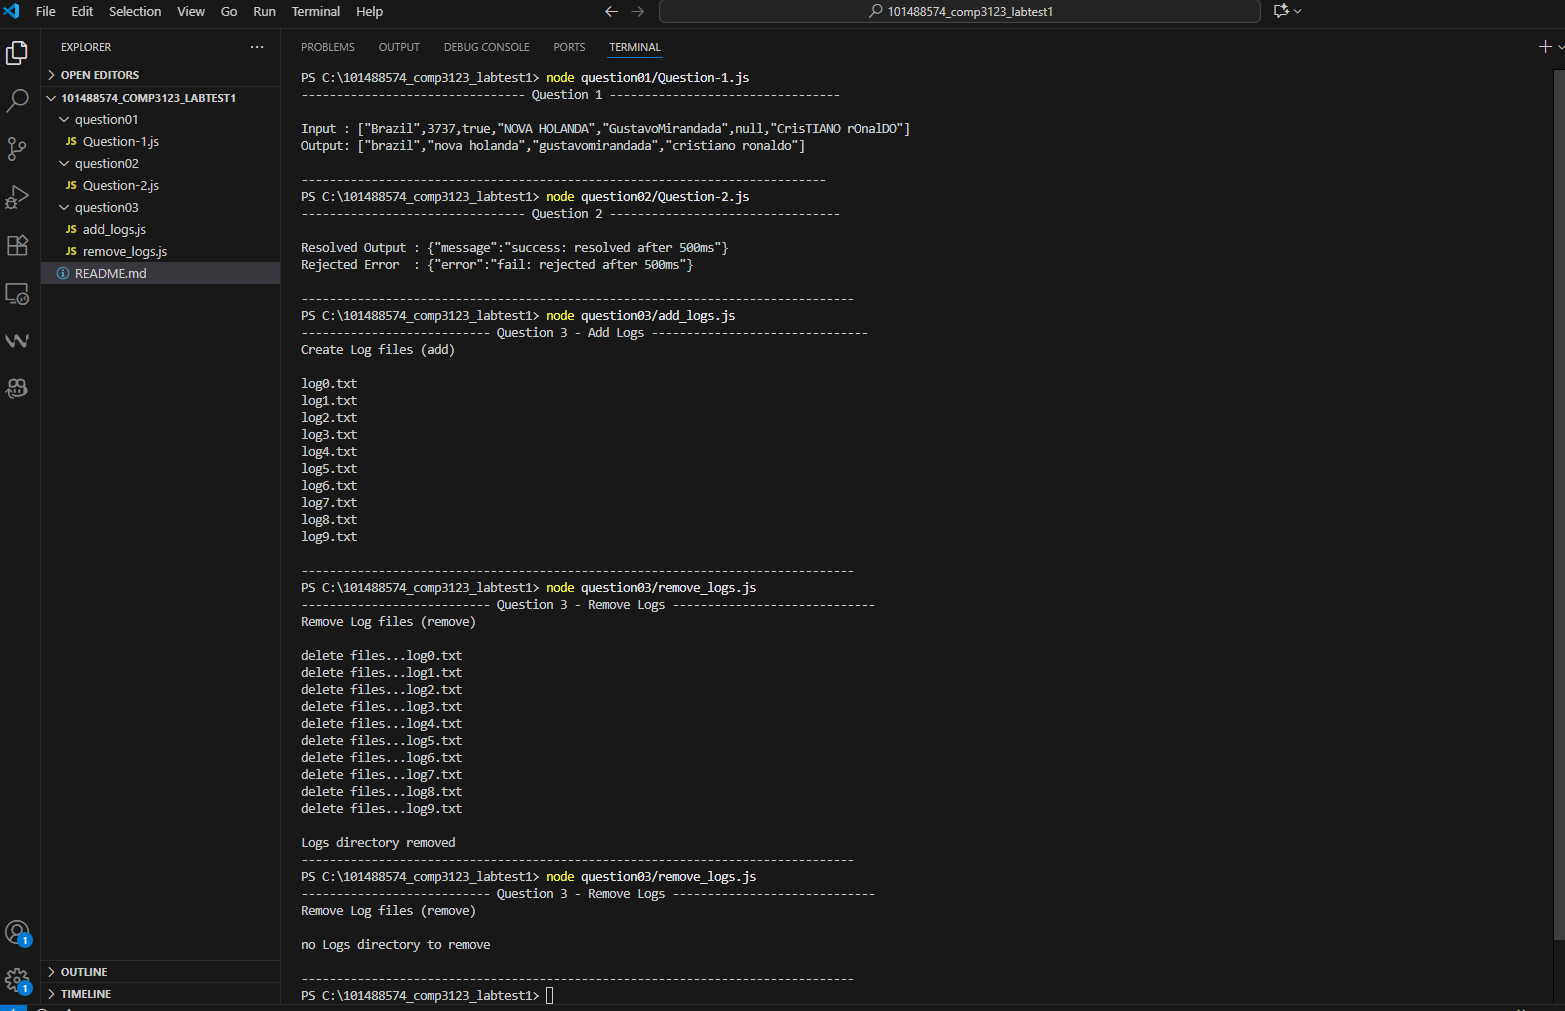 File Edit Selection View Go Run Terminal Help
101488574_comp3123_labtest1
EXPLORER
OPEN EDITORS
101488574_COMP3123_LABTEST1
question01
JS Question-1.js
question02
JS Question-2.js
question03
JS add_logs.js
JS remove_logs.js
README.md
OUTLINE
TIMELINE
1
1
PROBLEMS OUTPUT DEBUG CONSOLE PORTS TERMINAL
PS C:\101488574_comp3123_labtest1> node question01/Question-1.js
-------------------------------- Question 1 ---------------------------------
Input : ["Brazil",3737,true,"NOVA HOLANDA","GustavoMirandada",null,"CrisTIANO rOnalDO"]
Output: ["brazil","nova holanda","gustavomirandada","cristiano ronaldo"]
---------------------------------------------------------------------------
PS C:\101488574_comp3123_labtest1> node question02/Question-2.js
-------------------------------- Question 2 ---------------------------------
Resolved Output : {"message":"success: resolved after 500ms"}
Rejected Error  : {"error":"fail: rejected after 500ms"}
-------------------------------------------------------------------------------
PS C:\101488574_comp3123_labtest1> node question03/add_logs.js
--------------------------- Question 3 - Add Logs -------------------------------
Create Log files (add)
log0.txt
log1.txt
log2.txt
log3.txt
log4.txt
log5.txt
log6.txt
log7.txt
log8.txt
log9.txt
-------------------------------------------------------------------------------
PS C:\101488574_comp3123_labtest1> node question03/remove_logs.js
--------------------------- Question 3 - Remove Logs -----------------------------
Remove Log files (remove)
delete files...log0.txt
delete files...log1.txt
delete files...log2.txt
delete files...log3.txt
delete files...log4.txt
delete files...log5.txt
delete files...log6.txt
delete files...log7.txt
delete files...log8.txt
delete files...log9.txt
Logs directory removed
-------------------------------------------------------------------------------
PS C:\101488574_comp3123_labtest1> node question03/remove_logs.js
--------------------------- Question 3 - Remove Logs -----------------------------
Remove Log files (remove)
no Logs directory to remove
-------------------------------------------------------------------------------
PS C:\101488574_comp3123_labtest1>